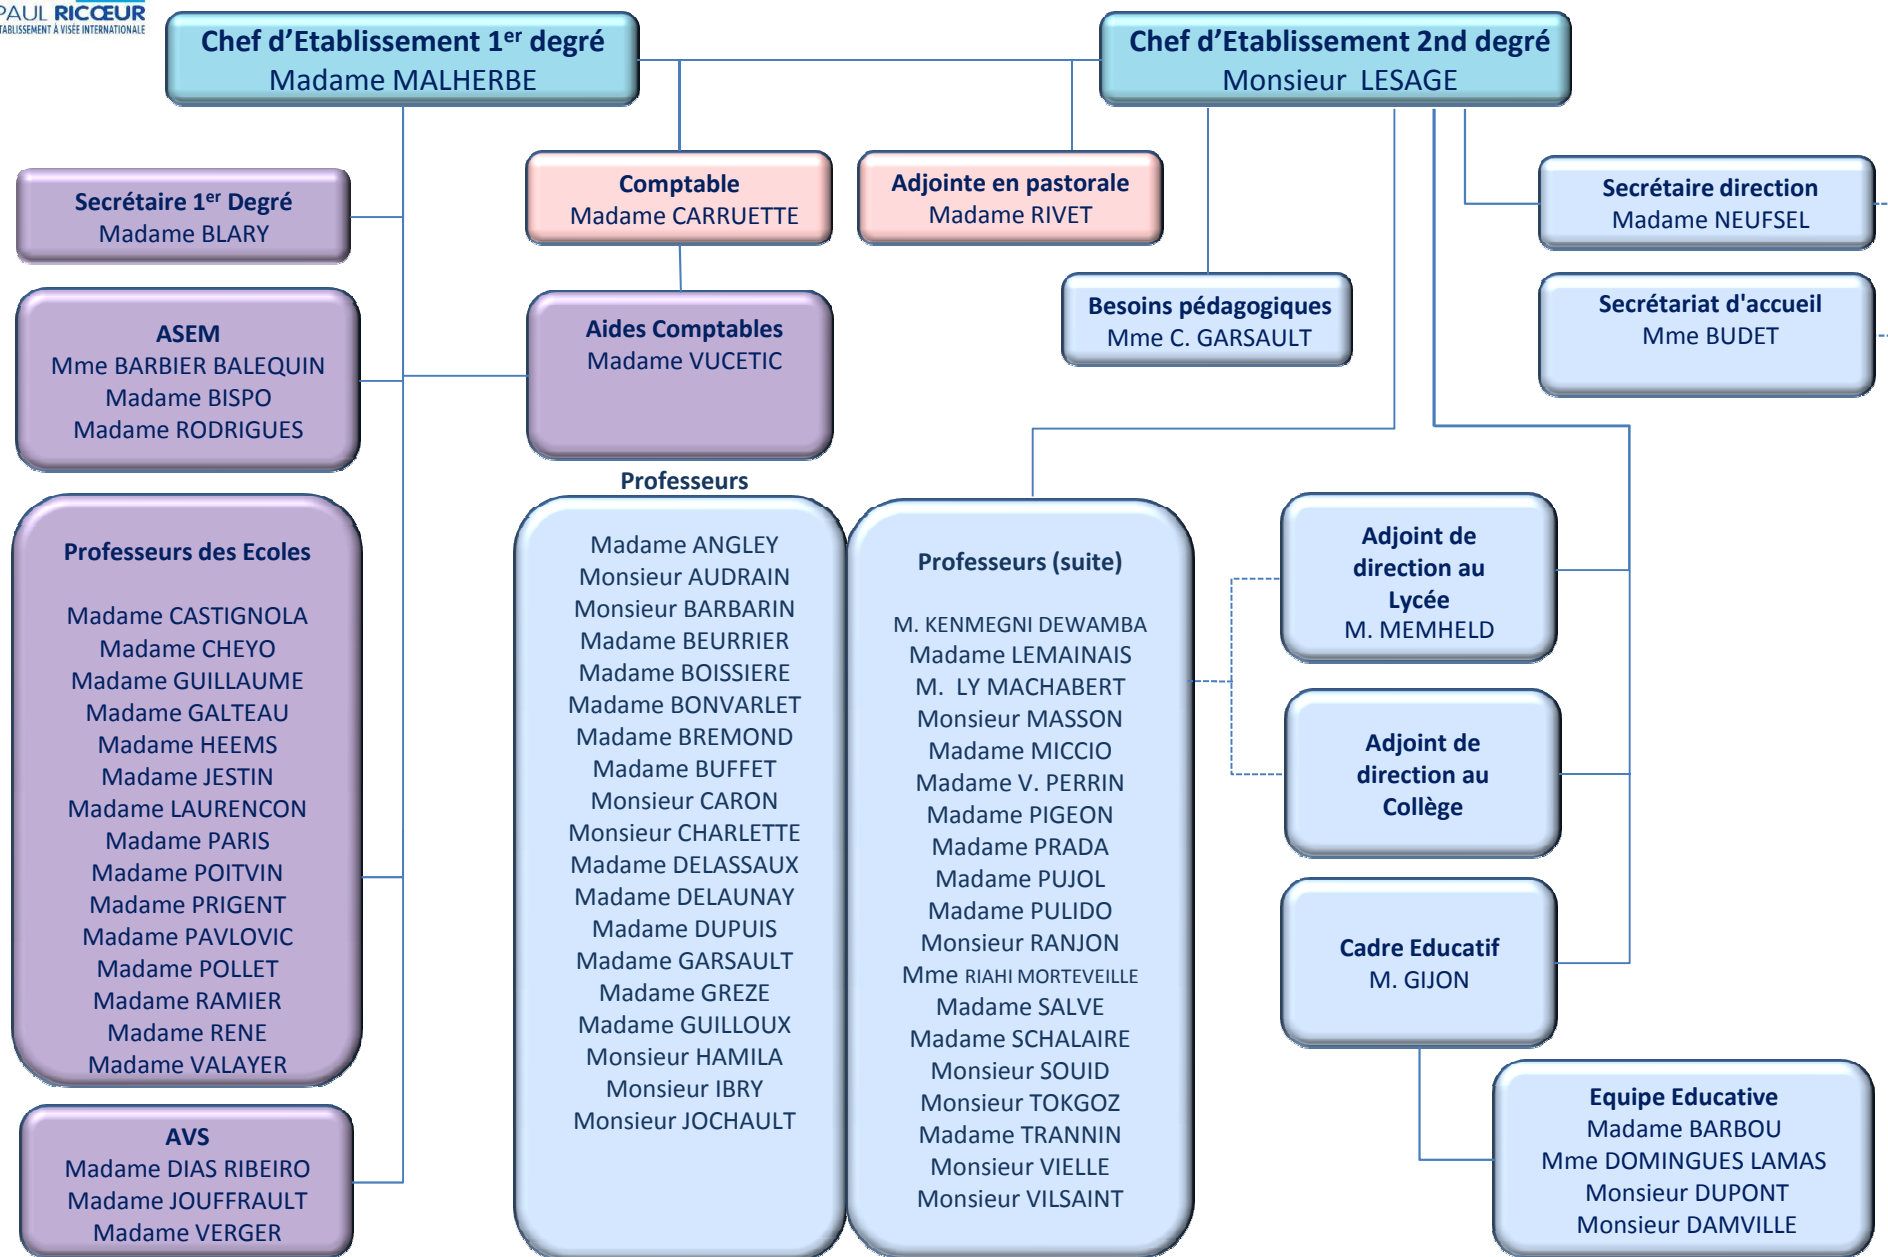 PAUL RICŒUR
ETABLISSEMENT À VISÉE INTERNATIONALE
Chef d'Etablissement 1er degré
Madame MALHERBE
Chef d'Etablissement 2nd degré
Monsieur LESAGE
Secrétaire 1er Degré
Madame BLARY
Comptable
Madame CARRUETTE
Adjointe en pastorale
Madame RIVET
Secrétaire direction
Madame NEUFSEL
ASEM
Mme BARBIER BALEQUIN
Madame BISPO
Madame RODRIGUES
Aides Comptables
Madame VUCETIC
Besoins pédagogiques
Mme C. GARSAULT
Secrétariat d'accueil
Mme BUDET
Professeurs des Ecoles
Madame CASTIGNOLA
Madame CHEYO
Madame GUILLAUME
Madame GALTEAU
Madame HEEMS
Madame JESTIN
Madame LAURENCON
Madame PARIS
Madame POITVIN
Madame PRIGENT
Madame PAVLOVIC
Madame POLLET
Madame RAMIER
Madame RENE
Madame VALAYER
AVS
Madame DIAS RIBEIRO
Madame JOUFFRAULT
Madame VERGER
Professeurs
Madame ANGLEY
Monsieur AUDRAIN
Monsieur BARBARIN
Madame BEURRIER
Madame BOISSIERE
Madame BONVARLET
Madame BREMOND
Madame BUFFET
Monsieur CARON
Monsieur CHARLETTE
Madame DELASSAUX
Madame DELAUNAY
Madame DUPUIS
Madame GARSAULT
Madame GREZE
Madame GUILLOUX
Monsieur HAMILA
Monsieur IBRY
Monsieur JOCHAULT
Professeurs (suite)
M. KENMEGNI DEWAMBA
Madame LEMAINAIS
M. LY MACHABERT
Monsieur MASSON
Madame MICCIO
Madame V. PERRIN
Madame PIGEON
Madame PRADA
Madame PUJOL
Madame PULIDO
Monsieur RANJON
Mme RIAHI MORTEVEILLE
Madame SALVE
Madame SCHALAIRE
Monsieur SOUID
Monsieur TOKGOZ
Madame TRANNIN
Monsieur VIELLE
Monsieur VILSAINT
Adjoint de
direction au
Lycée
M. MEMHELD
Adjoint de
direction au
Collège
Cadre Educatif
M. GIJON
Equipe Educative
Madame BARBOU
Mme DOMINGUES LAMAS
Monsieur DUPONT
Monsieur DAMVILLE